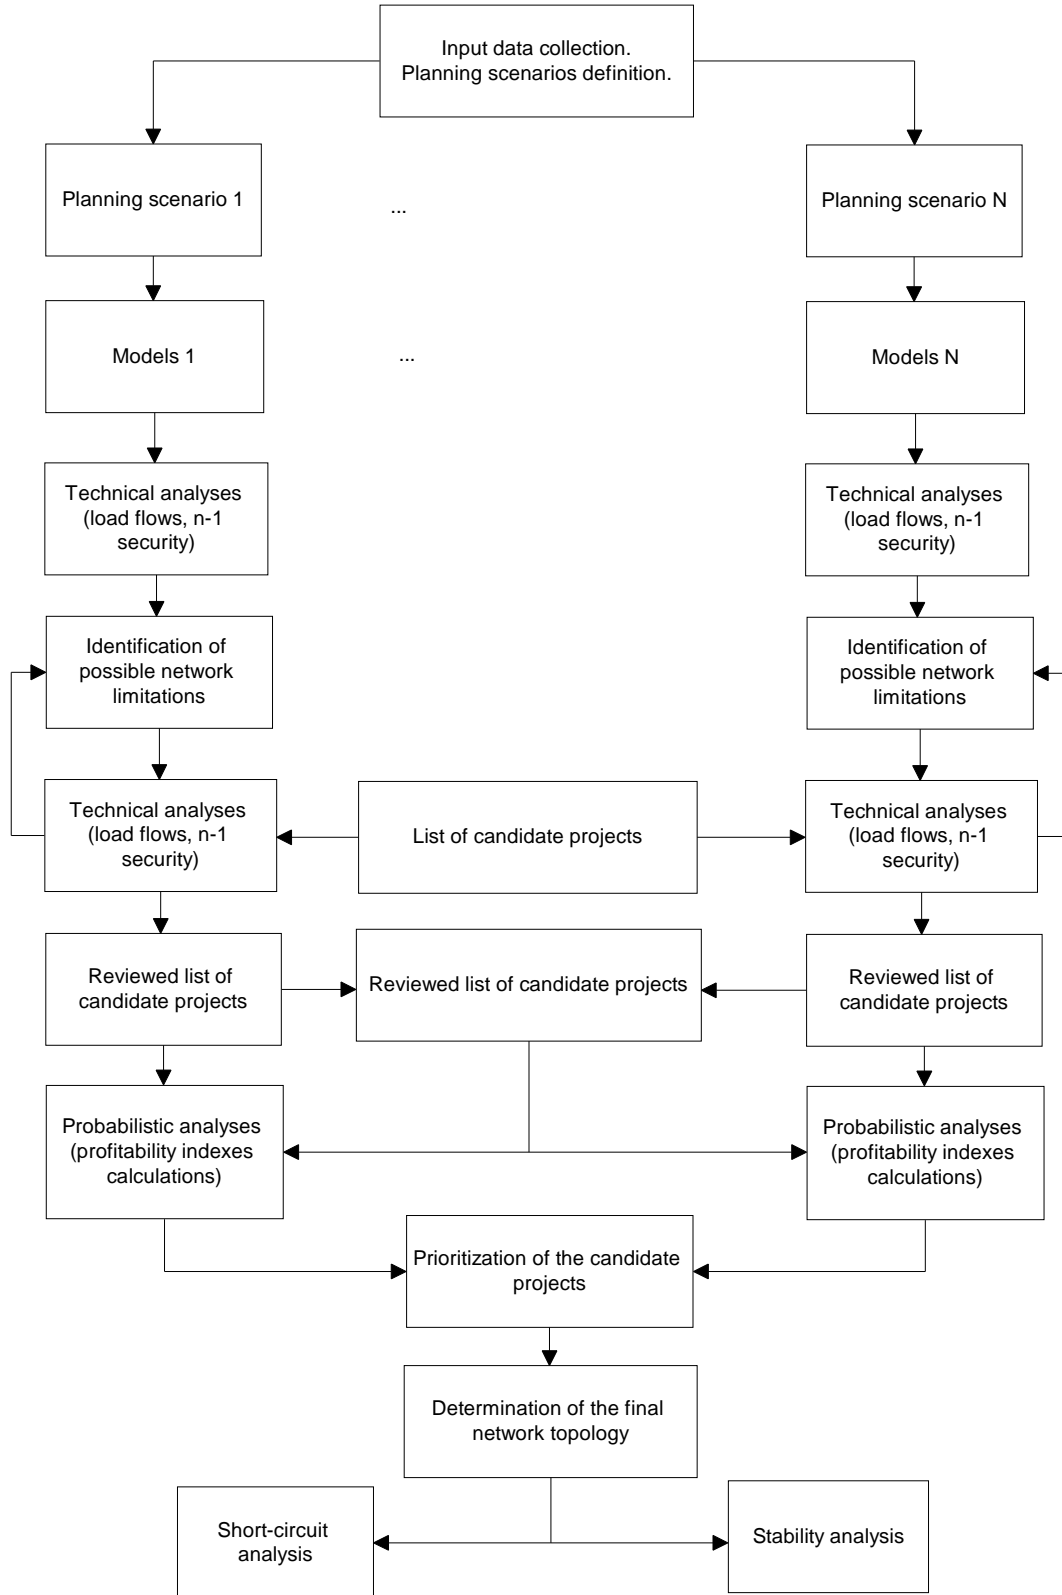 Input data collection.
Planning scenarios definition.
Planning scenario 1
...
Planning scenario N
Models 1
...
Models N
Technical analyses
(load flows, n-1
security)
Technical analyses
(load flows, n-1
security)
Identification of
possible network
limitations
Identification of
possible network
limitations
Technical analyses
(load flows, n-1
security)
List of candidate projects
Technical analyses
(load flows, n-1
security)
Reviewed list of
candidate projects
Reviewed list of candidate projects
Reviewed list of
candidate projects
Probabilistic analyses
(profitability indexes
calculations)
Probabilistic analyses
(profitability indexes
calculations)
Prioritization of the candidate
projects
Determination of the final
network topology
Short-circuit
analysis
Stability analysis